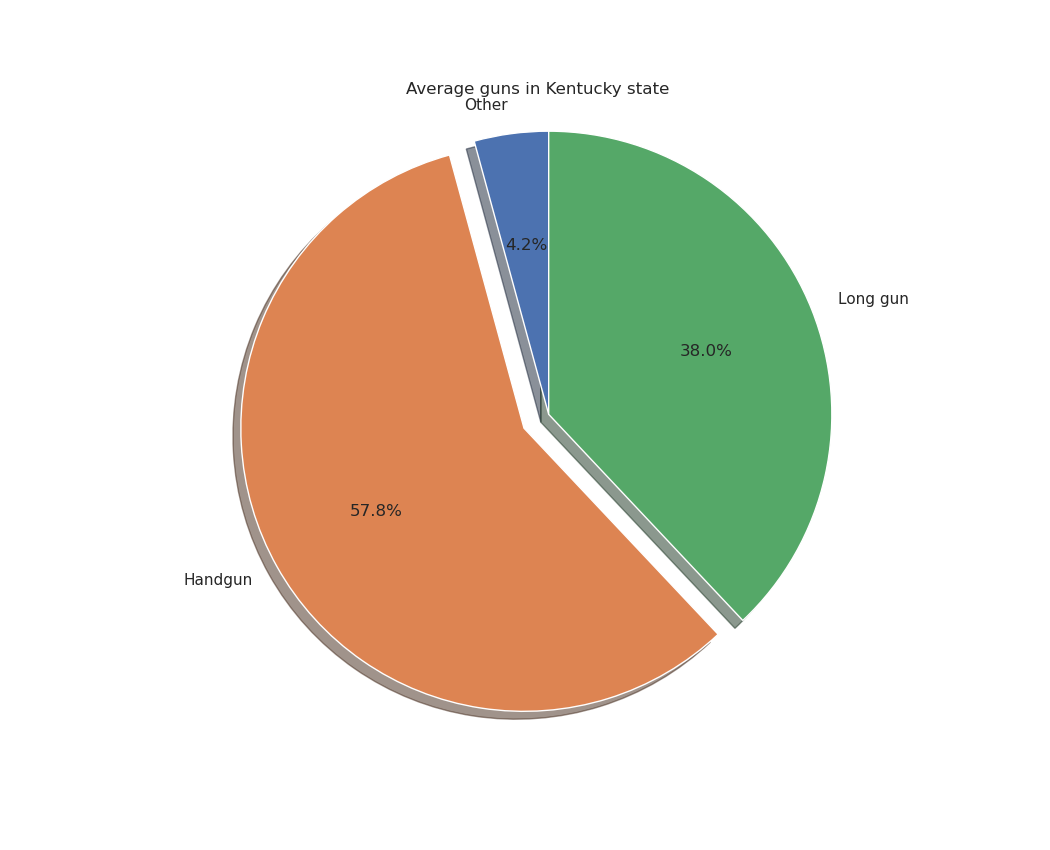 Average guns in Kentucky state
Other
4.2%
Long gun
38.0%
57.8%
Handgun